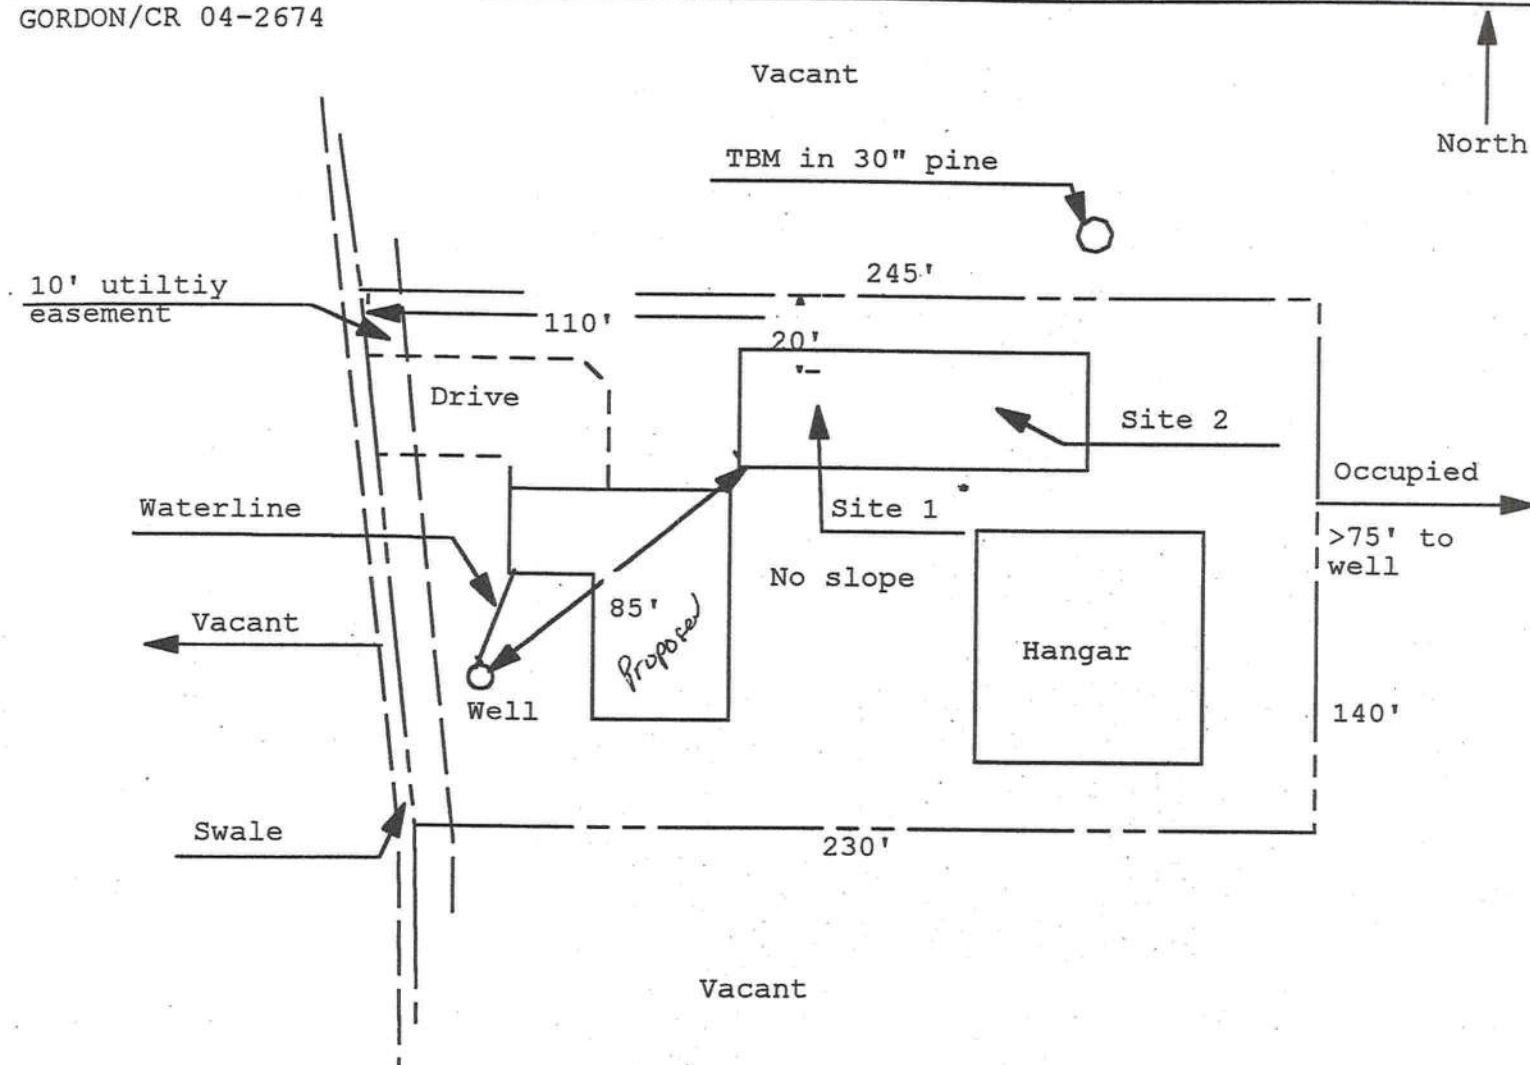 GORDON/CR 04-2674
Vacant
North
TBM in 30" pine
245'
10' utiltiy
easement
110'
20'
Drive
Site 2
Occupied
Waterline
Site 1
>75' to
well
No slope
85'
Proposed
Vacant
Hangar
Well
140'
Swale
230'
Vacant